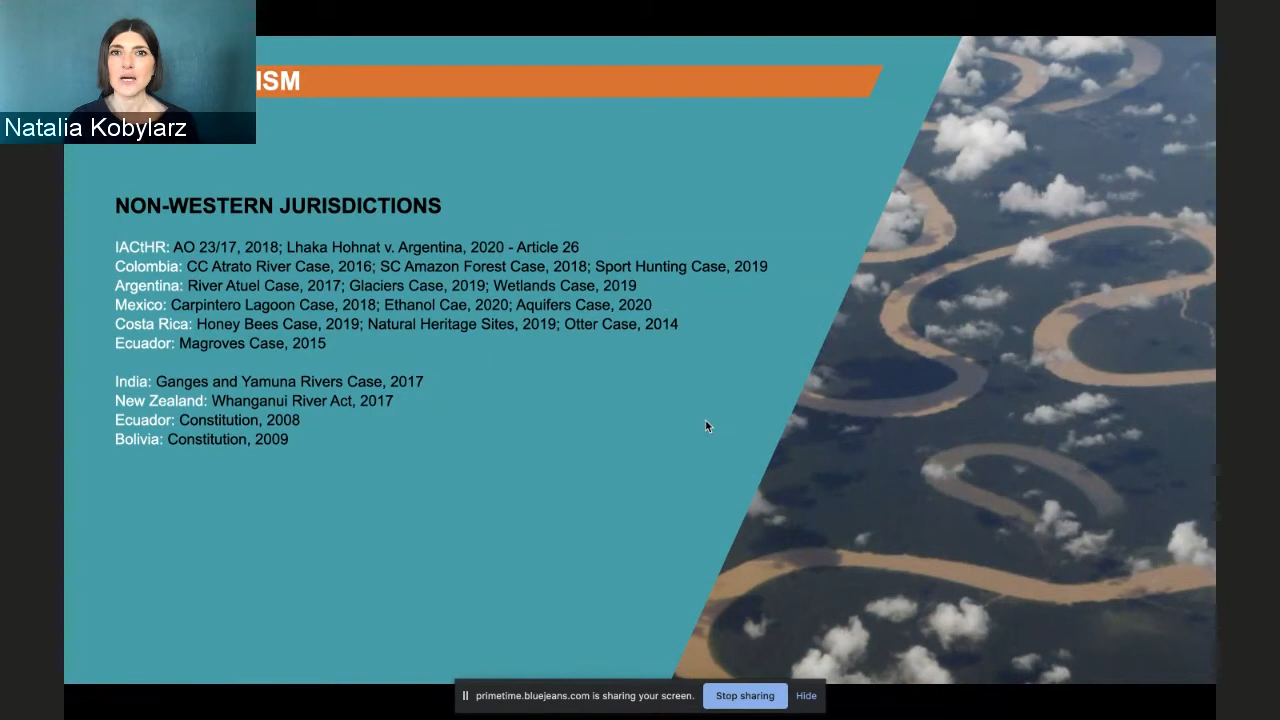 Natalia Kobylarz
ISM
NON-WESTERN JURISDICTIONS
IACtHR: AO 23/17, 2018; Lhaka Hohnat v. Argentina, 2020 - Article 26
Colombia: CC Atrato River Case, 2016; SC Amazon Forest Case, 2018; Sport Hunting Case, 2019
Argentina: River Atuel Case, 2017; Glaciers Case, 2019; Wetlands Case, 2019
Mexico: Carpintero Lagoon Case, 2018; Ethanol Cae, 2020; Aquifers Case, 2020
Costa Rica: Honey Bees Case, 2019; Natural Heritage Sites, 2019; Otter Case, 2014
Ecuador: Magroves Case, 2015
India: Ganges and Yamuna Rivers Case, 2017
New Zealand: Whanganui River Act, 2017
Ecuador: Constitution, 2008
Bolivia: Constitution, 2009
primetime.bluejeans.com is sharing your screen. Stop sharing Hide